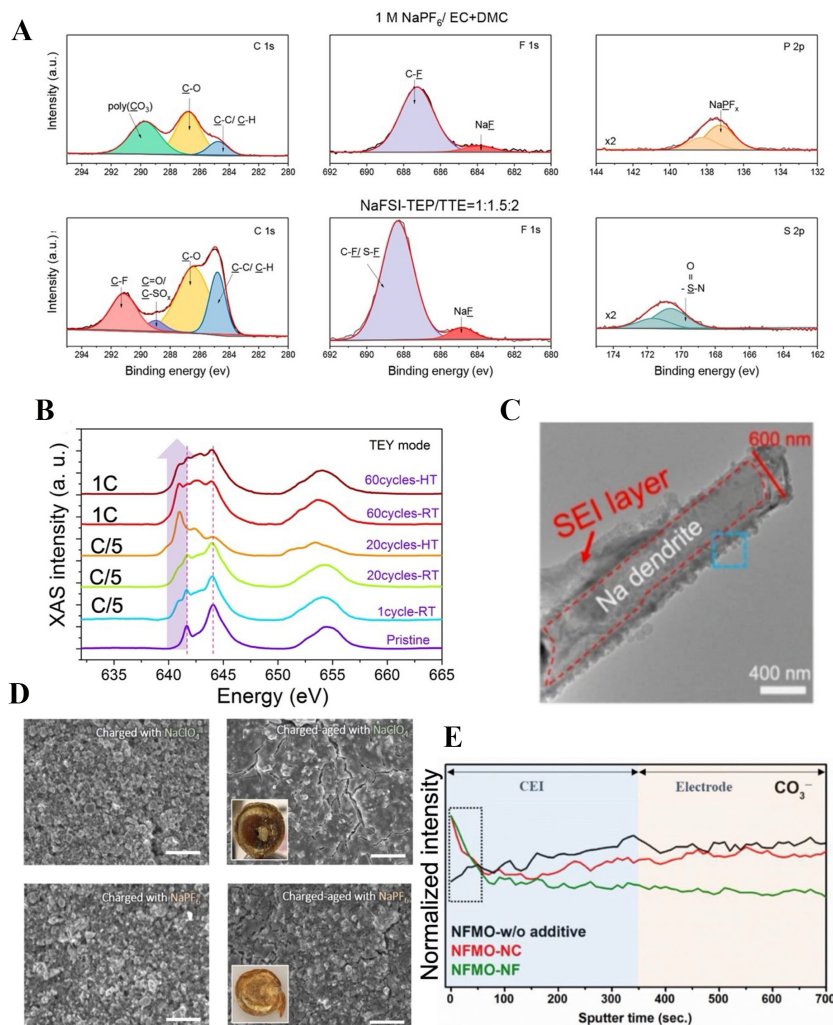 A
1 M NaPF6/ EC+DMC
Intensity (a.u.)
C 1s
poly(CO3)
C-O
C-C/ C-H
294 292 290 288 286 284 282 280
F 1s
C-F
NaF
692 690 688 686 684 682 680
P 2p
NaPFx
x2
144 142 140 138 136 134 132
NaFSI-TEP/TTE=1:1.5:2
Intensity (a.u.)
C 1s
C-F
C=O/
C-SOx
C-O
C-C/ C-H
294 292 290 288 286 284 282 280
Binding energy (ev)
F 1s
C-F/ S-F
NaF
692 690 688 686 684 682 680
Binding energy (ev)
S 2p
O
=
- S-N
x2
174 172 170 168 166 164 162
Binding energy (ev)
B
XAS intensity (a. u.)
TEY mode
1C
60cycles-HT
1C
60cycles-RT
C/5
20cycles-HT
C/5
20cycles-RT
C/5
1cycle-RT
Pristine
635 640 645 650 655 660 665
Energy (eV)
C
600 nm
SEI layer
Na dendrite
400 nm
D
Charged with NaClO4
Charged-aged with NaClO4
Charged with NaPF6
Charged-aged with NaPF6
E
Normalized intensity
CEI
Electrode
CO3−
NFMO-w/o additive
NFMO-NC
NFMO-NF
0 100 200 300 400 500 600 700
Sputter time (sec.)